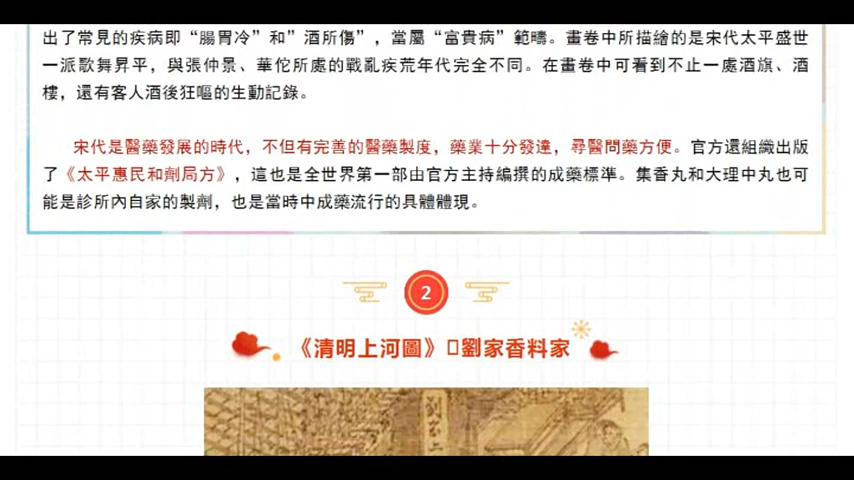 出了常見的疾病即“腸胃冷”和”酒所傷”，當屬“富貴病”範疇。畫卷中所描繪的是宋代太平盛世
一派歌舞昇平，與張仲景、華佗所處的戰亂疾荒年代完全不同。在畫卷中可看到不止一處酒旗、酒
樓，還有客人酒後狂嘔的生動記錄。
宋代是醫藥發展的時代，不但有完善的醫藥製度，藥業十分發達，尋醫問藥方便。官方還組織出版
了《太平惠民和劑局方》，這也是全世界第一部由官方主持編撰的成藥標準。集香丸和大理中丸也可
能是診所內自家的製劑，也是當時中成藥流行的具體體現。
2
《清明上河圖》劉家香料家
劉家上